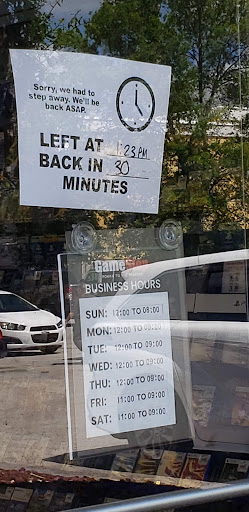 Sorry, we had to
step away. We'll be
back ASAP.
LEFT AT 1:23 PM
BACK IN 30
MINUTES
GameStop
BUSINESS HOURS
SUN: 12:00 TO 08:00
MON: 12:00 TO 09:00
TUE: 12:00 TO 09:00
WED: 12:00 TO 09:00
THU: 12:00 TO 09:00
FRI: 11:00 TO 09:00
SAT: 11:00 TO 09:00